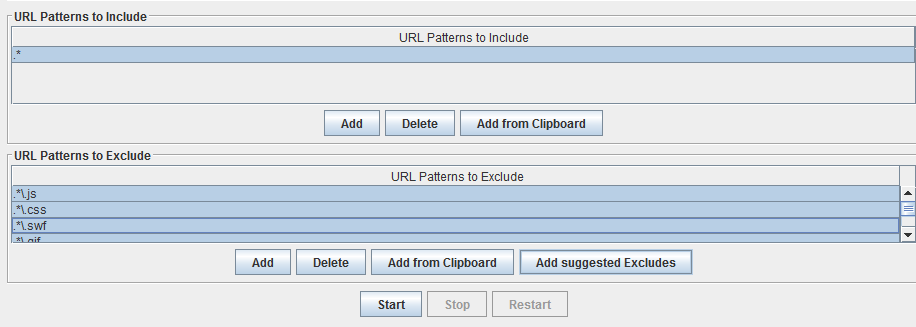 URL Patterns to Include
URL Patterns to Include
.*
Add Delete Add from Clipboard
URL Patterns to Exclude
URL Patterns to Exclude
.*\.js
.*\.css
.*\.swf
.*\.gif
Add Delete Add from Clipboard Add suggested Excludes
Start Stop Restart